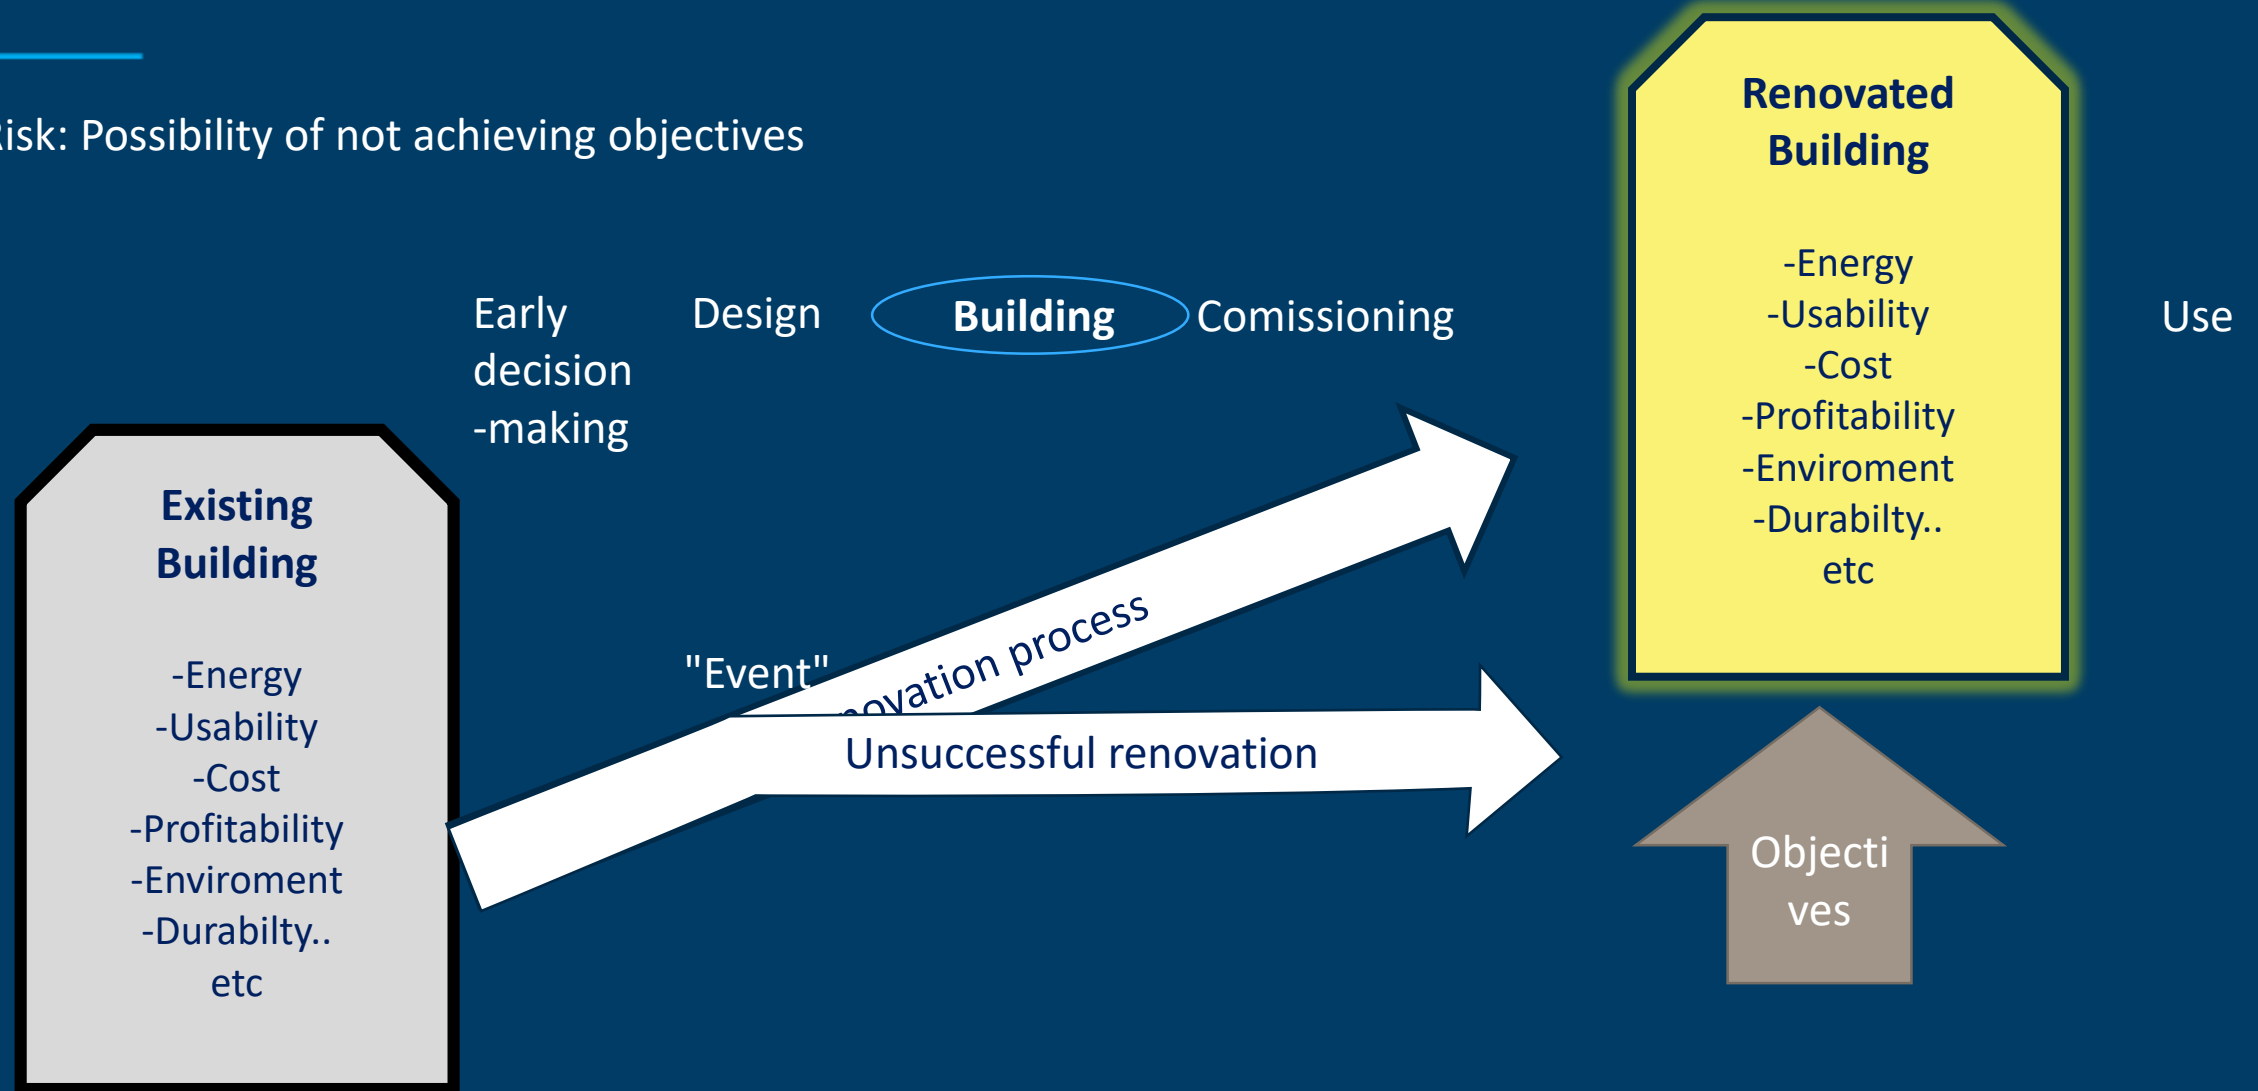 isk: Possibility of not achieving objectives
Early
decision
-making
Design
Building
Comissioning
Use
Existing
Building
-Energy
-Usability
-Cost
-Profitability
-Enviroment
-Durabilty..
etc
"Event"
novation process
Unsuccessful renovation
Renovated
Building
-Energy
-Usability
-Cost
-Profitability
-Enviroment
-Durabilty..
etc
Objecti
ves